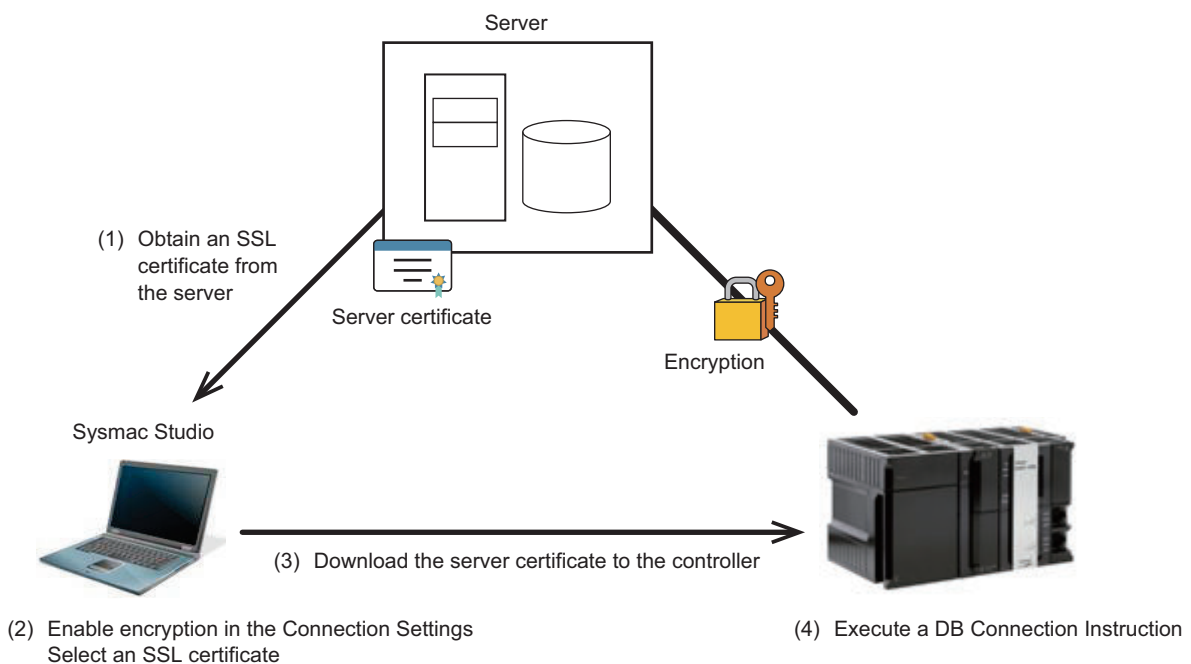 Server
(1) Obtain an SSL
certificate from
the server
Server certificate
Encryption
Sysmac Studio
(3) Download the server certificate to the controller
(2) Enable encryption in the Connection Settings
Select an SSL certificate
(4) Execute a DB Connection Instruction